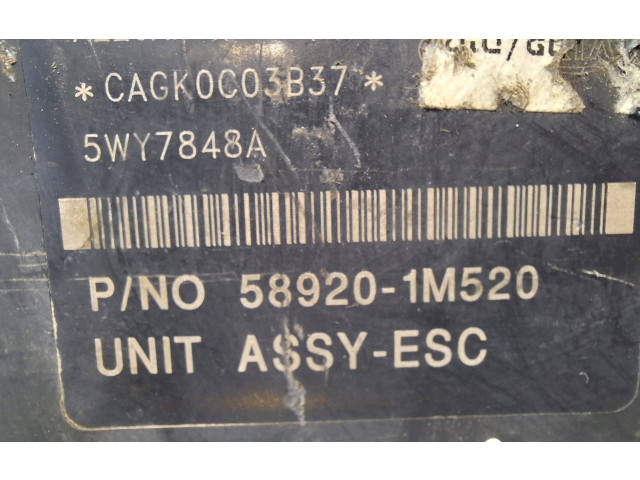 *CAGK0C03B37*
5WY7848A
P/NO 58920-1M520
UNIT ASSY-ESC